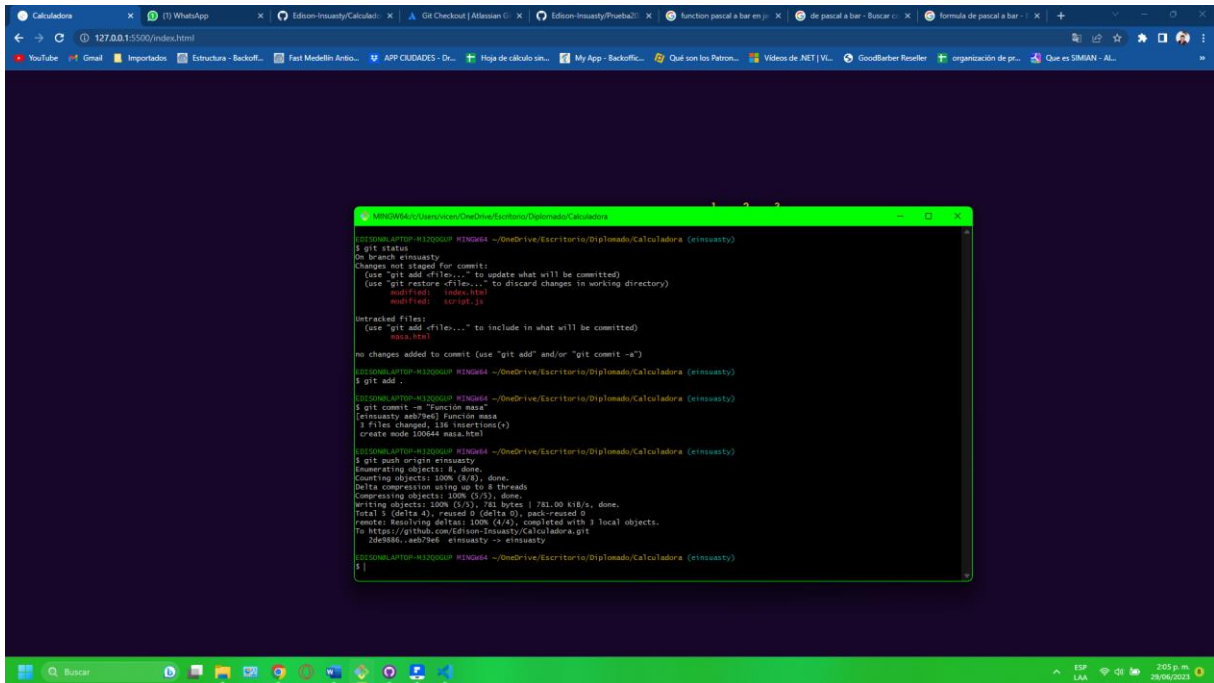 Calculadora
(1) WhatsApp
Edison-Insuasty/Calculado
Git Checkout | Atlassian G
Edison-Insuasty/Prueba2
function pascal a bar en j
de pascal a bar - Buscar c
formula de pascal a bar -
127.0.0.1:5500/index.html
YouTube
Gmail
Importados
Estructura - Backoff...
Fast Medellin Antio...
APP CIUDADES - Dr...
Hoja de cálculo sin...
My App - Backoffic...
Qué son los Patron...
Vídeos de .NET | Vi...
GoodBarber Reseller
organización de pr...
Que es SIMIAN - Al...
1 2 3
MINGW64:/c/Users/vicen/OneDrive/Escritorio/Diplomado/Calculadora
EDISON@LAPTOP-M32Q0GUP MINGW64 ~/OneDrive/Escritorio/Diplomado/Calculadora (einsuasty)
$ git status
On branch einsuasty
Changes not staged for commit:
(use "git add <file>..." to update what will be committed)
(use "git restore <file>..." to discard changes in working directory)
modified: index.html
modified: script.js
Untracked files:
(use "git add <file>..." to include in what will be committed)
masa.html
no changes added to commit (use "git add" and/or "git commit -a")
EDISON@LAPTOP-M32Q0GUP MINGW64 ~/OneDrive/Escritorio/Diplomado/Calculadora (einsuasty)
$ git add .
EDISON@LAPTOP-M32Q0GUP MINGW64 ~/OneDrive/Escritorio/Diplomado/Calculadora (einsuasty)
$ git commit -m "Función masa"
[einsuasty aeb79e6] Función masa
3 files changed, 136 insertions(+)
create mode 100644 masa.html
EDISON@LAPTOP-M32Q0GUP MINGW64 ~/OneDrive/Escritorio/Diplomado/Calculadora (einsuasty)
$ git push origin einsuasty
Enumerating objects: 8, done.
Counting objects: 100% (8/8), done.
Delta compression using up to 8 threads
Compressing objects: 100% (5/5), done.
Writing objects: 100% (5/5), 781 bytes | 781.00 KiB/s, done.
Total 5 (delta 4), reused 0 (delta 0), pack-reused 0
remote: Resolving deltas: 100% (4/4), completed with 3 local objects.
To https://github.com/Edison-Insuasty/Calculadora.git
2de9886..aeb79e6 einsuasty -> einsuasty
EDISON@LAPTOP-M32Q0GUP MINGW64 ~/OneDrive/Escritorio/Diplomado/Calculadora (einsuasty)
$
Buscar
ESP
LAA
2:05 p. m.
29/06/2023